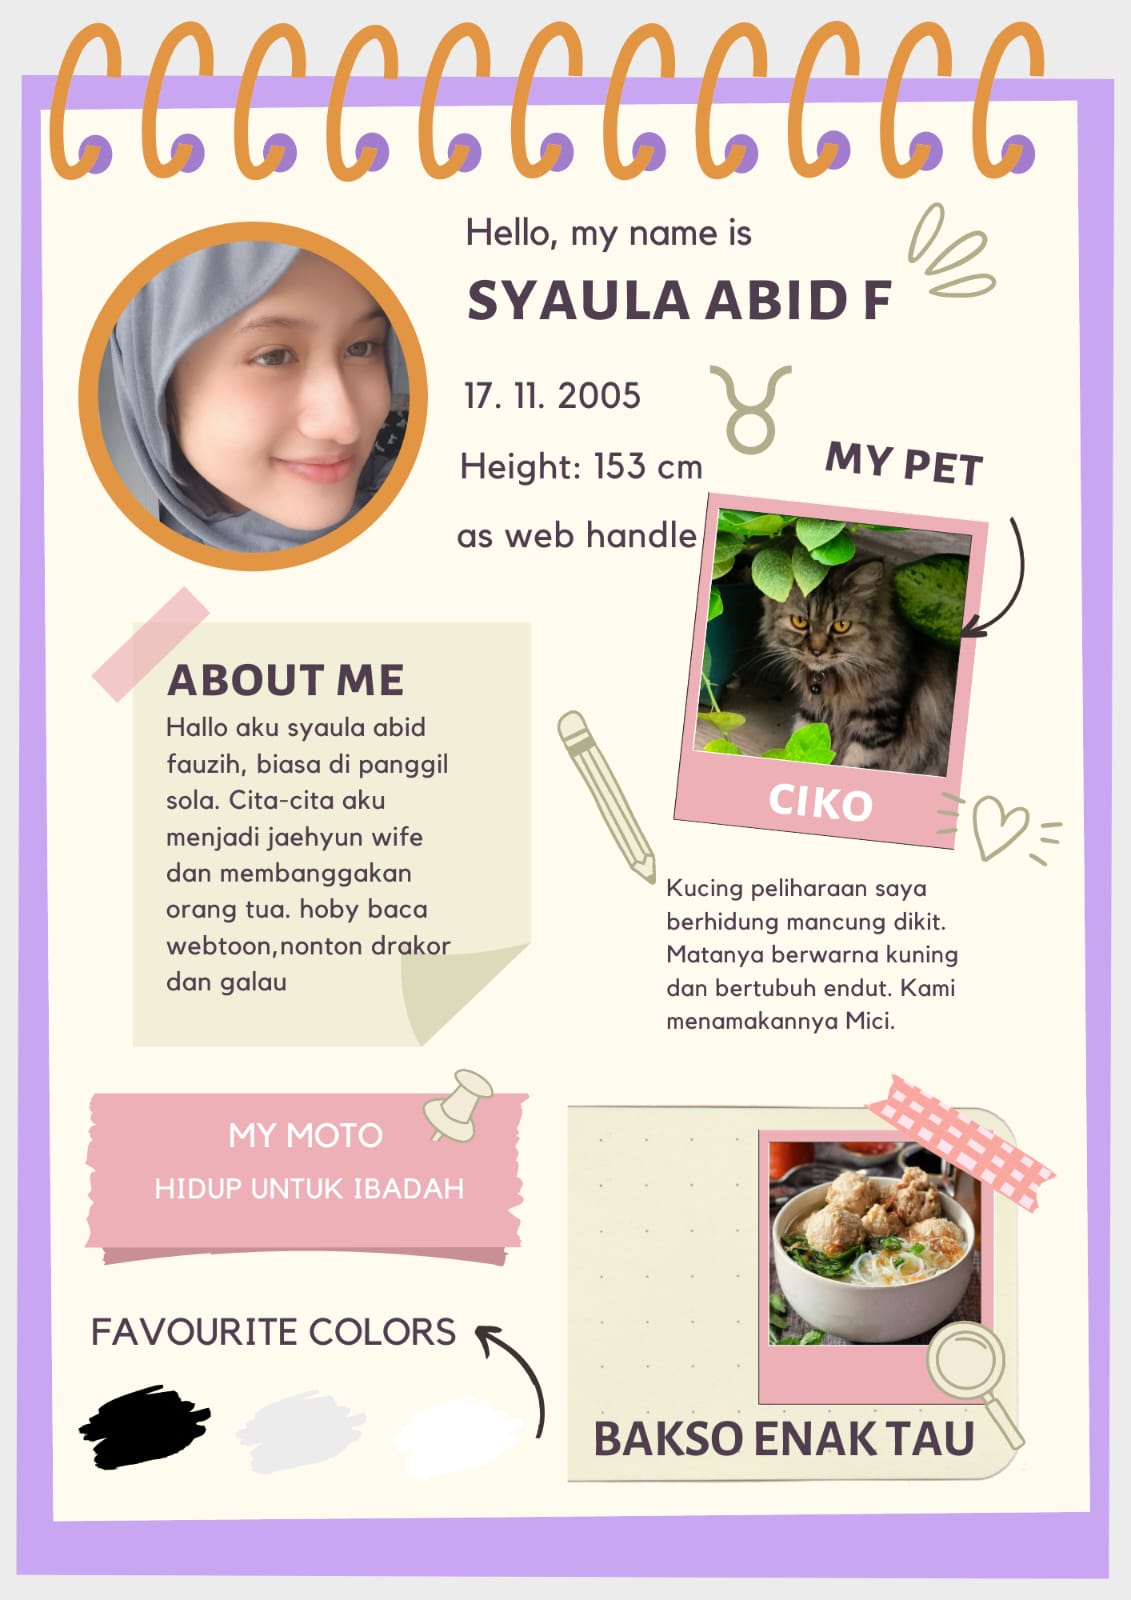 Hello, my name is
SYAULA ABID F
17. 11. 2005
Height: 153 cm
as web handle
MY PET
CIKO
ABOUT ME
Hallo aku syaula abid
fauzih, biasa di panggil
sola. Cita-cita aku
menjadi jaehyun wife
dan membanggakan
orang tua. hoby baca
webtoon,nonton drakor
dan galau
Kucing peliharaan saya
berhidung mancung dikit.
Matanya berwarna kuning
dan bertubuh endut. Kami
menamakannya Mici.
MY MOTO
HIDUP UNTUK IBADAH
FAVOURITE COLORS
BAKSO ENAK TAU